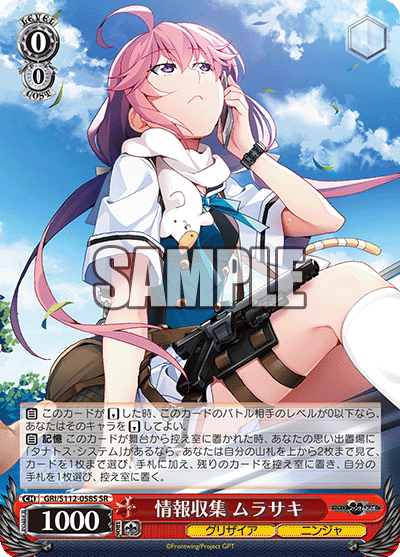 LEVEL
0
0
COST
SAMPLE
自 このカードが【】した時、このカードのバトル相手のレベルが0以下なら、
あなたはそのキャラを【】してよい。
自 記憶 このカードが舞台から控え室に置かれた時、あなたの思い出置場に
「タナトス・システム」があるなら、あなたは自分の山札を上から2枚まで見て、
カードを1枚まで選び、手札に加え、残りのカードを控え室に置き、自分の
手札を1枚選び、控え室に置く。
CH GRI/S112-058S SR
POWER
1000
情報収集 ムラサキ
グリザイア
ニンジャ
©Frontwing/Project GPT